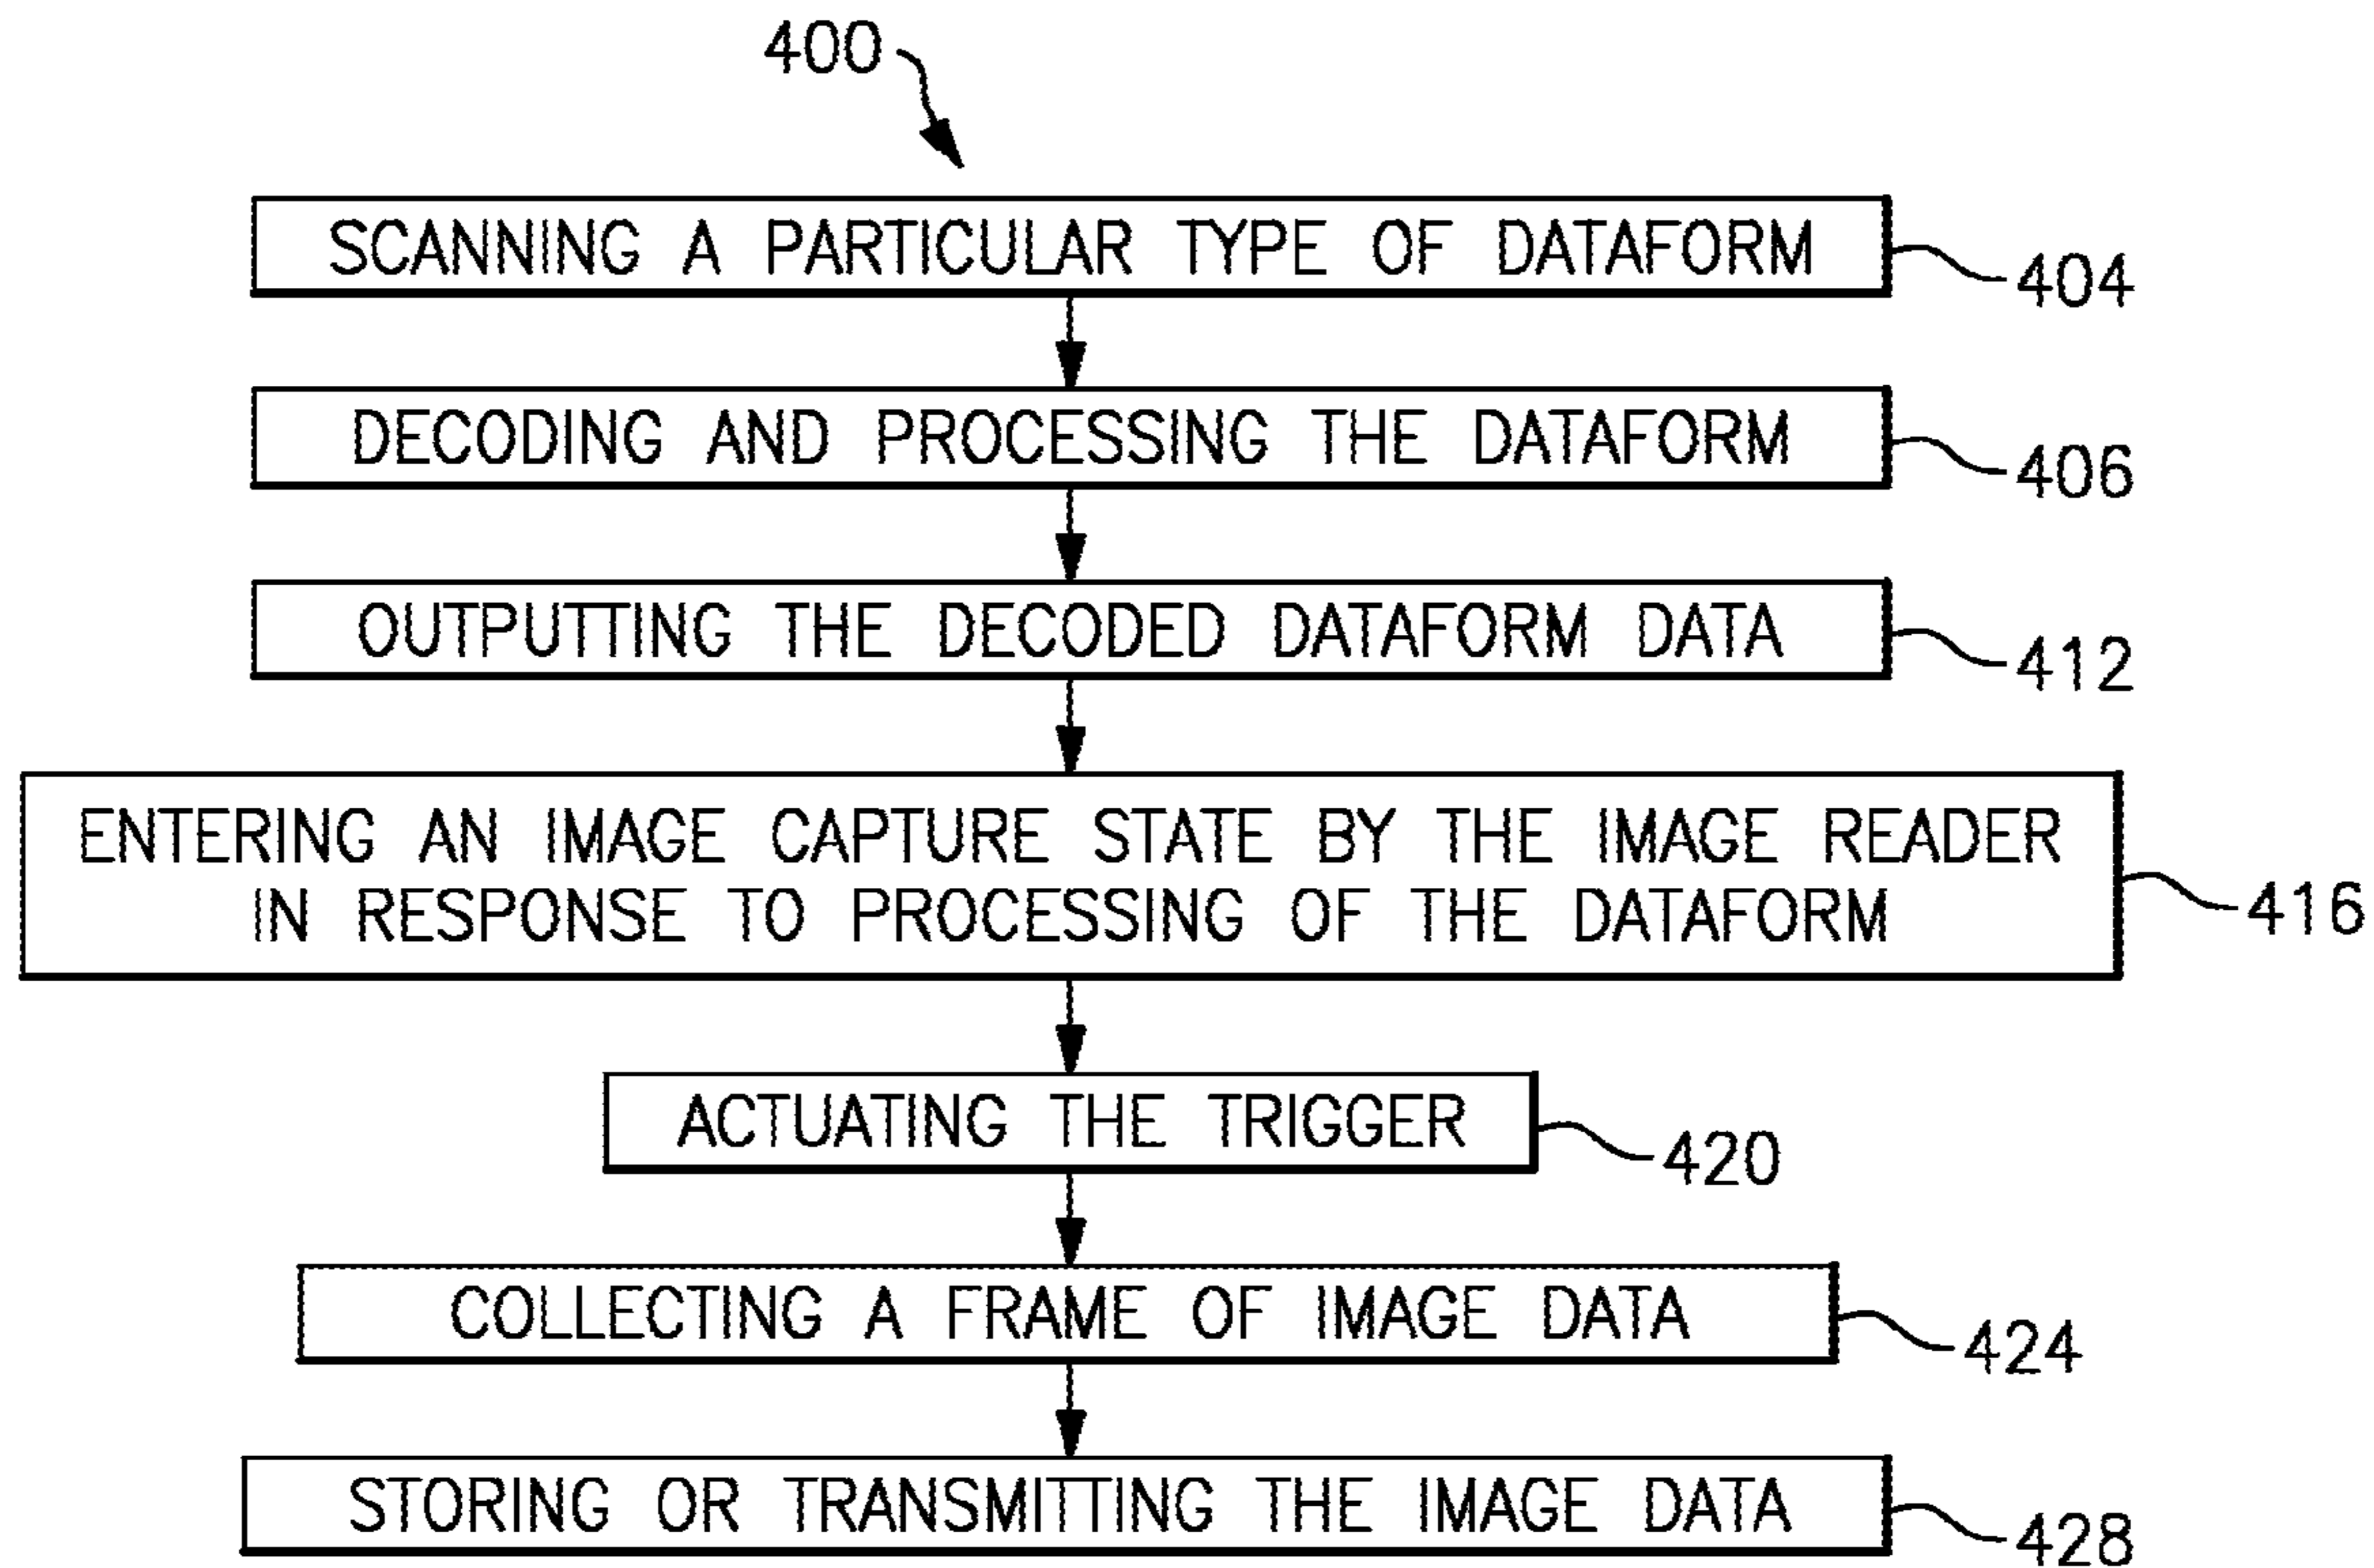 400
SCANNING A PARTICULAR TYPE OF DATAFORM
404
DECODING AND PROCESSING THE DATAFORM
406
OUTPUTTING THE DECODED DATAFORM DATA
412
ENTERING AN IMAGE CAPTURE STATE BY THE IMAGE READER
IN RESPONSE TO PROCESSING OF THE DATAFORM
416
ACTUATING THE TRIGGER
420
COLLECTING A FRAME OF IMAGE DATA
424
STORING OR TRANSMITTING THE IMAGE DATA
428